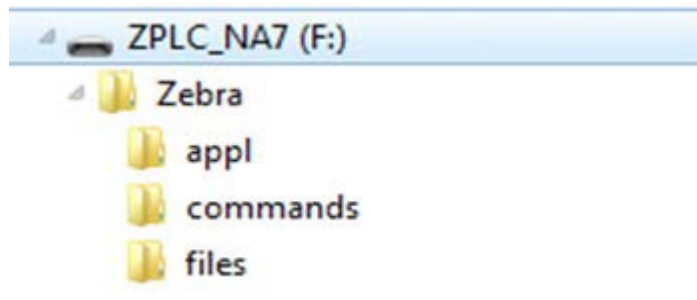 ZPLC_NA7 (F:)
Zebra
appl
commands
files